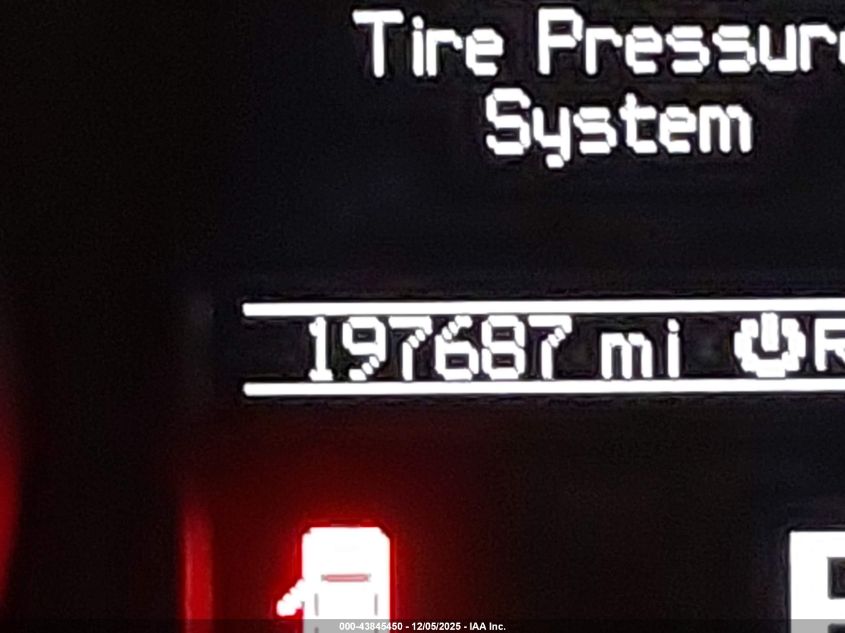 Tire Pressure
System
197687 mi
000-43845450 - 12/05/2025 - IAA Inc.